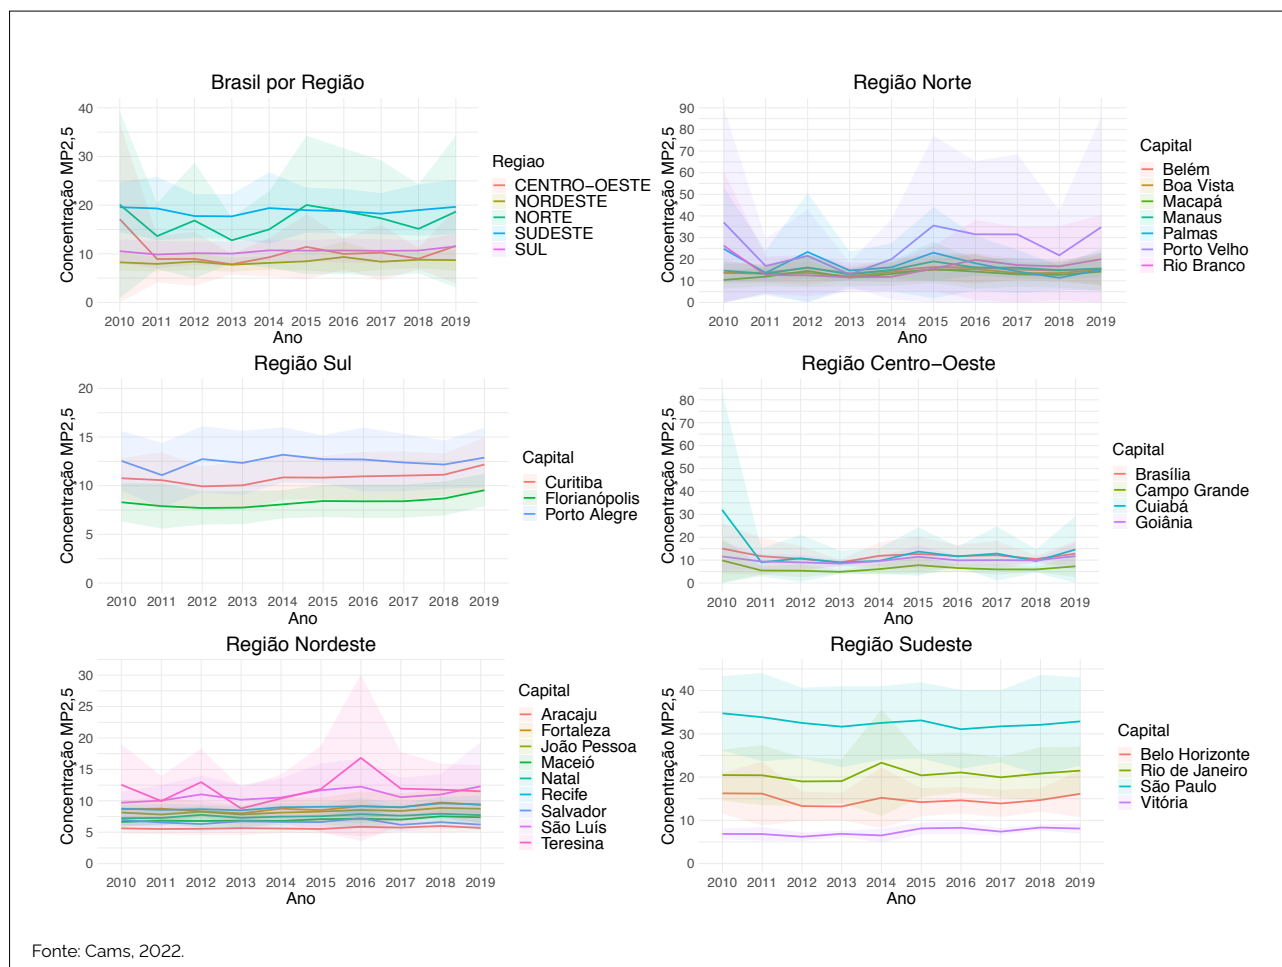 Brasil por Região
Concentração MP2,5
40
30
20
10
0
2010 2011 2012 2013 2014 2015 2016 2017 2018 2019
Ano
Regiao
CENTRO−OESTE
NORDESTE
NORTE
SUDESTE
SUL
Região Norte
Concentração MP2,5
90
80
70
60
50
40
30
20
10
0
2010 2011 2012 2013 2014 2015 2016 2017 2018 2019
Ano
Capital
Belém
Boa Vista
Macapá
Manaus
Palmas
Porto Velho
Rio Branco
Região Sul
Concentração MP2,5
20
15
10
5
0
2010 2011 2012 2013 2014 2015 2016 2017 2018 2019
Ano
Capital
Curitiba
Florianópolis
Porto Alegre
Região Centro−Oeste
Concentração MP2,5
80
70
60
50
40
30
20
10
0
2010 2011 2012 2013 2014 2015 2016 2017 2018 2019
Ano
Capital
Brasília
Campo Grande
Cuiabá
Goiânia
Região Nordeste
Concentração MP2,5
30
25
20
15
10
5
0
2010 2011 2012 2013 2014 2015 2016 2017 2018 2019
Ano
Capital
Aracaju
Fortaleza
João Pessoa
Maceió
Natal
Recife
Salvador
São Luís
Teresina
Região Sudeste
Concentração MP2,5
40
30
20
10
0
2010 2011 2012 2013 2014 2015 2016 2017 2018 2019
Ano
Capital
Belo Horizonte
Rio de Janeiro
São Paulo
Vitória
Fonte: Cams, 2022.